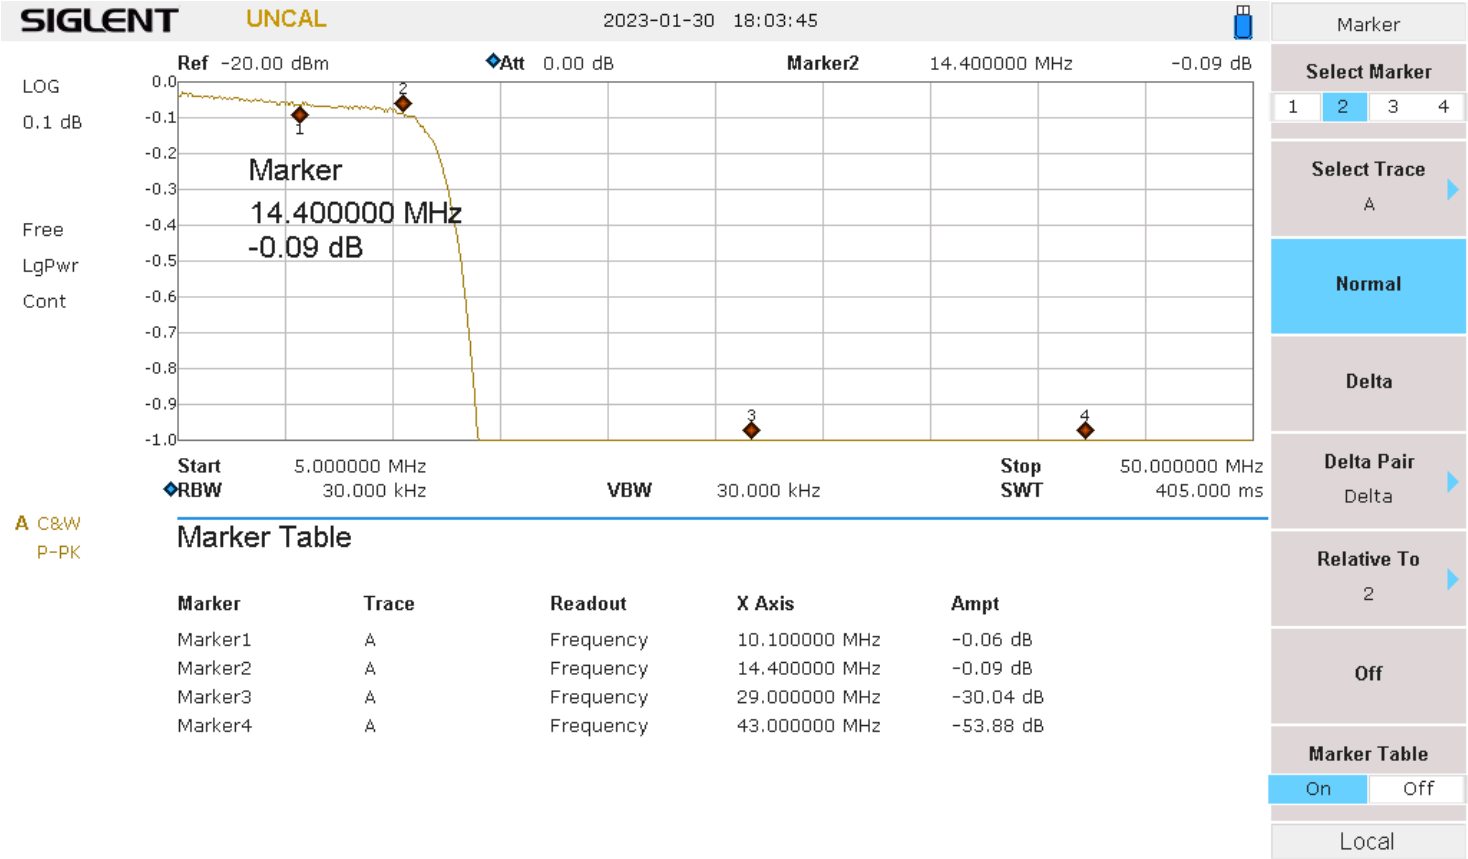 SIGLENT UNCAL 2023-01-30 18:03:45
Marker
Ref -20.00 dBm Att 0.00 dB Marker2 14.400000 MHz -0.09 dB
LOG
0.1 dB
Free
LgPwr
Cont
A C&W
P-PK
0.0
-0.1
-0.2
-0.3
-0.4
-0.5
-0.6
-0.7
-0.8
-0.9
-1.0
1
2
3
4
Marker
14.400000 MHz
-0.09 dB
Start 5.000000 MHz Stop 50.000000 MHz
RBW 30.000 kHz VBW 30.000 kHz SWT 405.000 ms
Marker Table
Marker Trace Readout X Axis Ampt
Marker1 A Frequency 10.100000 MHz -0.06 dB
Marker2 A Frequency 14.400000 MHz -0.09 dB
Marker3 A Frequency 29.000000 MHz -30.04 dB
Marker4 A Frequency 43.000000 MHz -53.88 dB
Select Marker
1 2 3 4
Select Trace
A
Normal
Delta
Delta Pair
Delta
Relative To
2
Off
Marker Table
On Off
Local